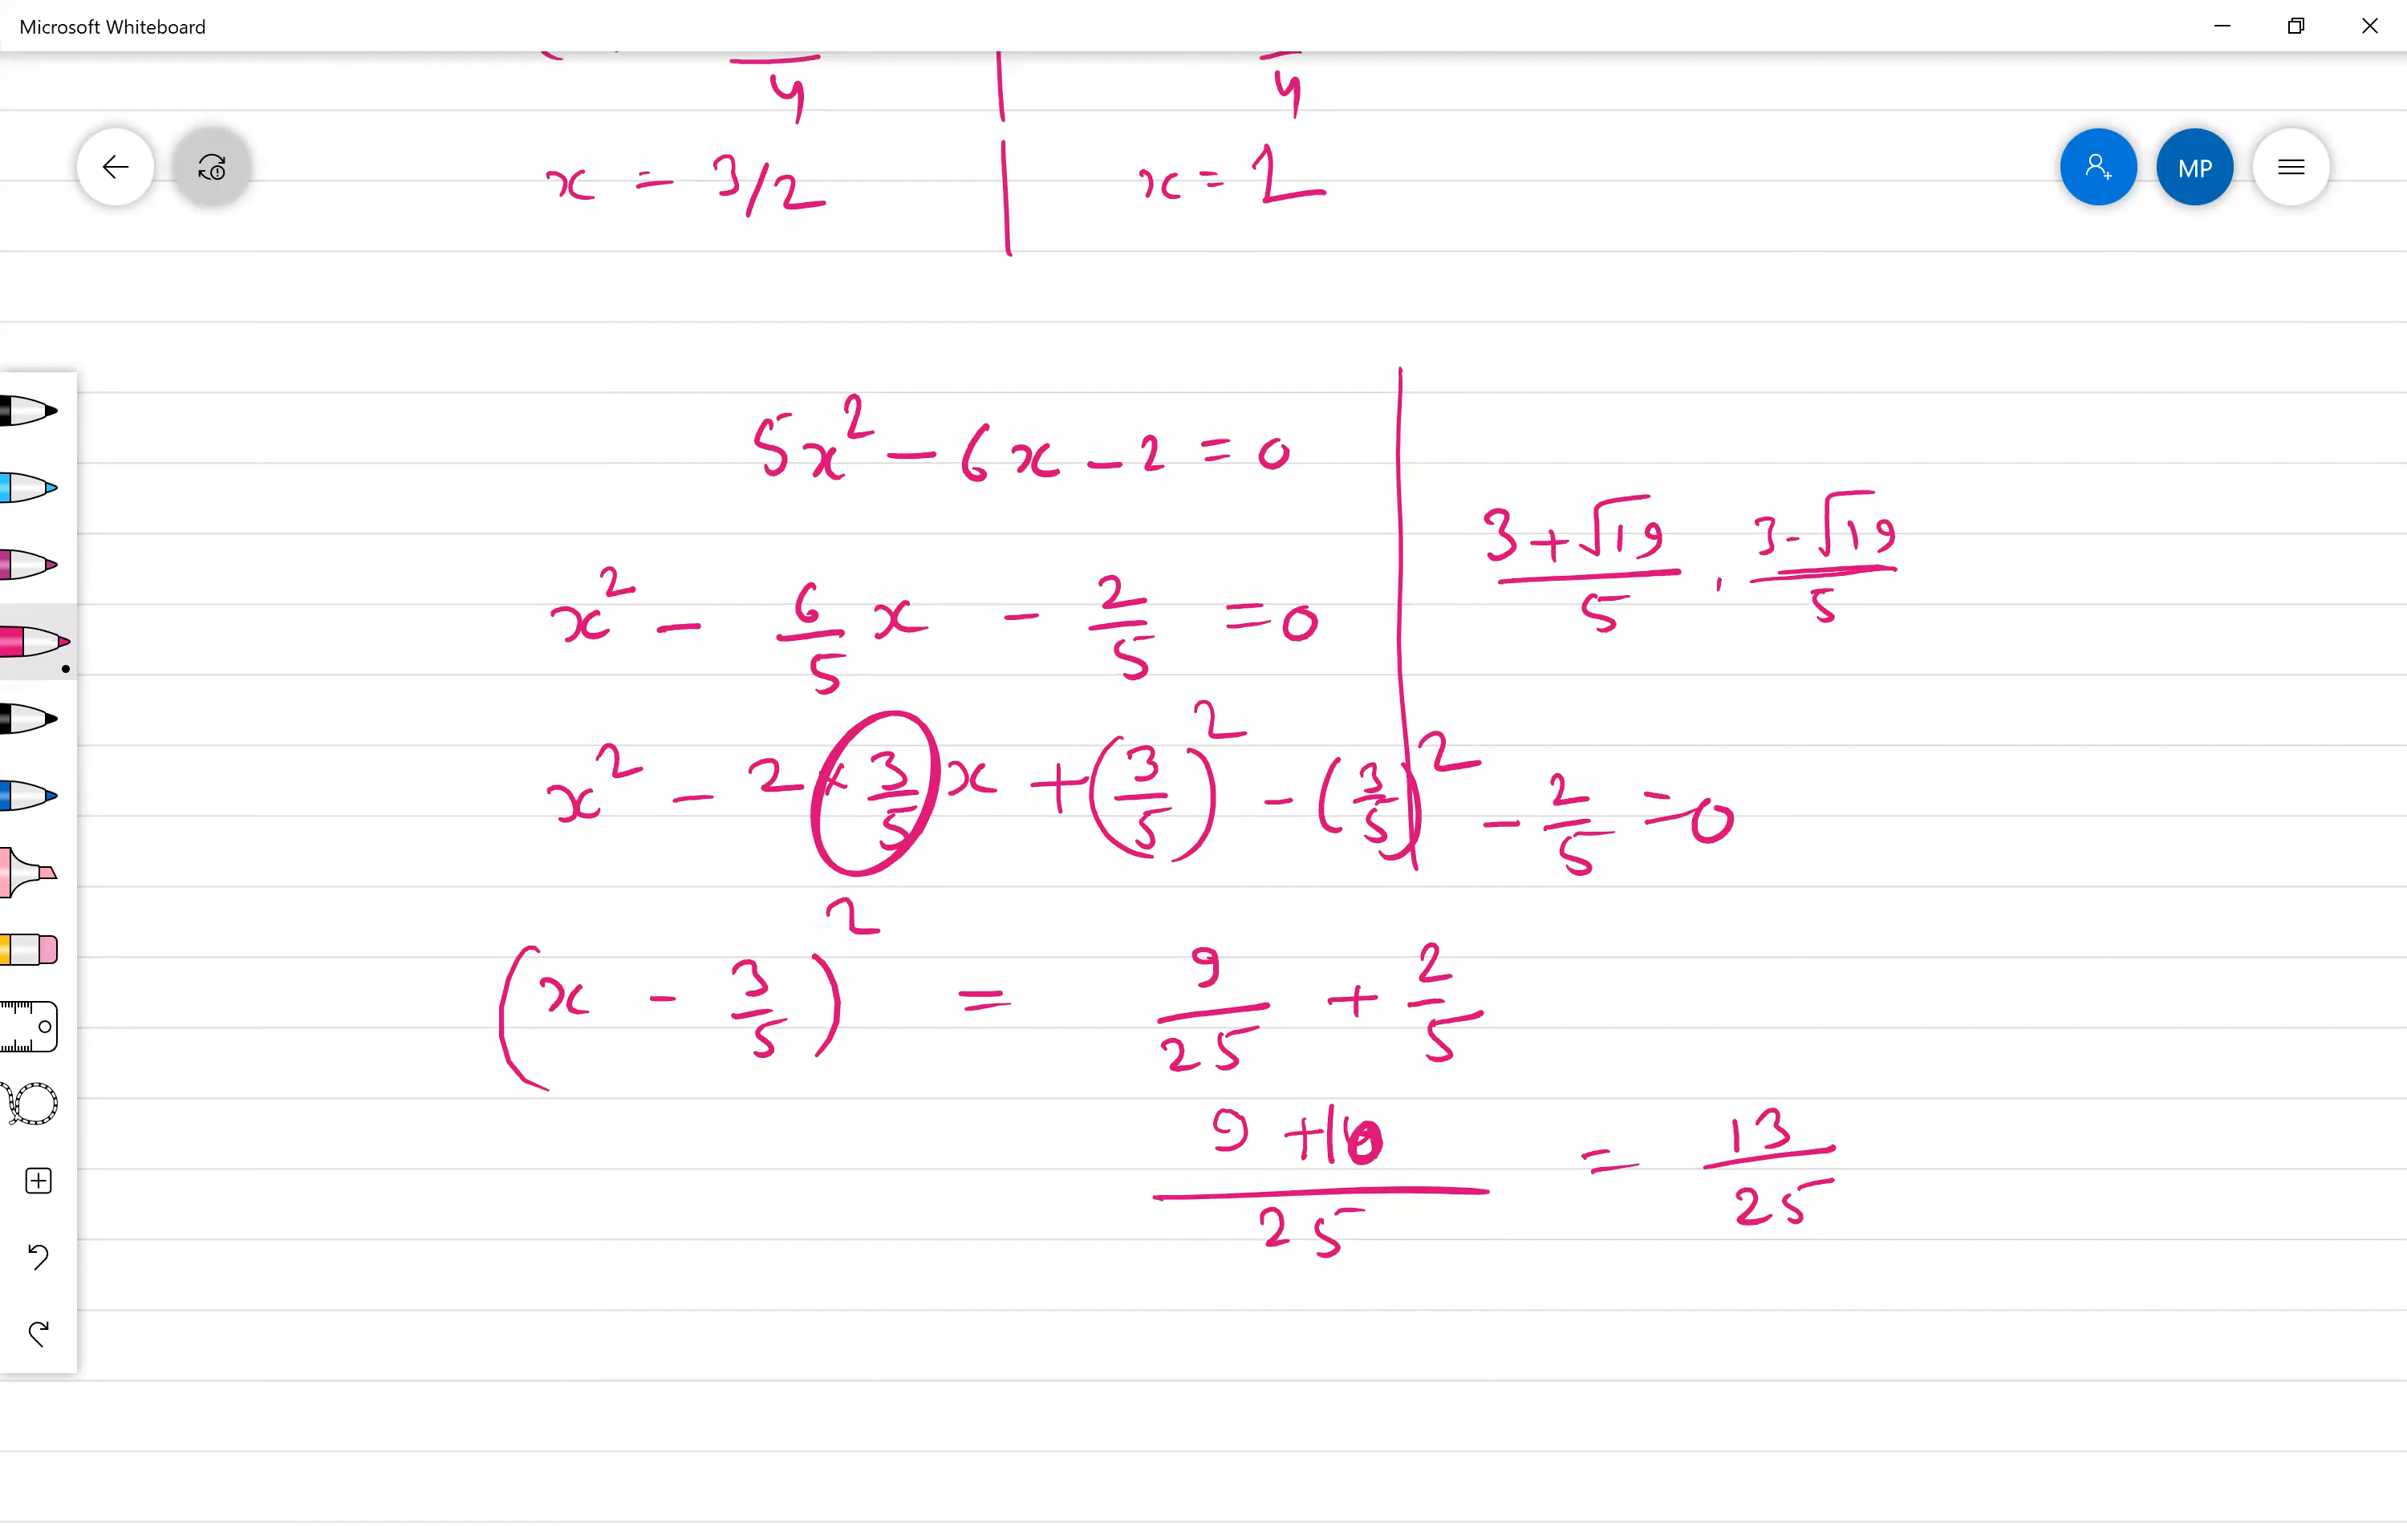 Microsoft Whiteboard
4 | 4
x = 3/2 | x = 1
MP
5x² - 6x - 2 = 0
(3+√19)/5 , (3-√19)/5
x² - 6/5 x - 2/5 = 0
x² - 2 × 3/5 x + (3/5)² - (3/5)² - 2/5 = 0
(x - 3/5)² = 9/25 + 2/5
(9 + 10)/25 = 13/25